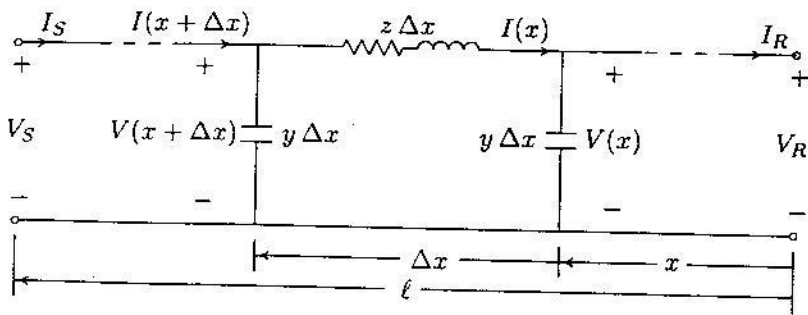 I_S I(x + Δx) z Δx I(x) I_R
+ + + +
V_S V(x + Δx) y Δx y Δx V(x) V_R
− − − −
Δx x
ℓ